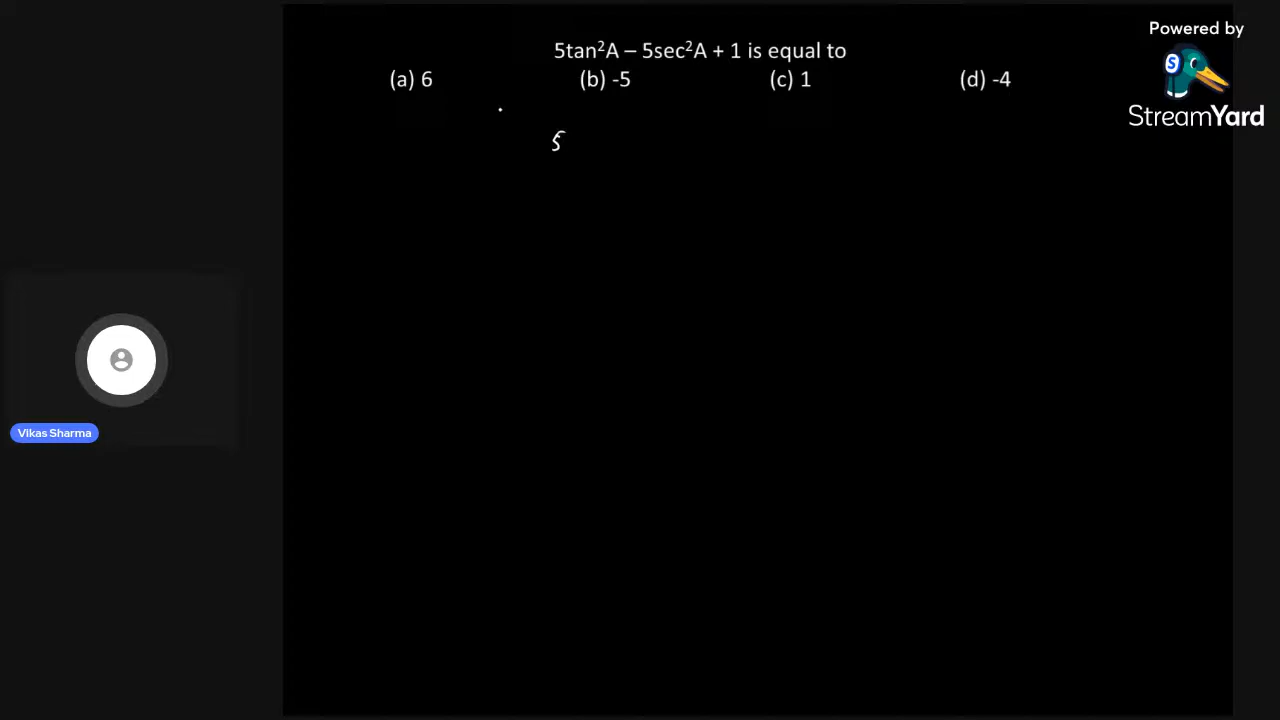 Powered by
StreamYard
5tan²A – 5sec²A + 1 is equal to
(a) 6 (b) -5 (c) 1 (d) -4
5
Vikas Sharma